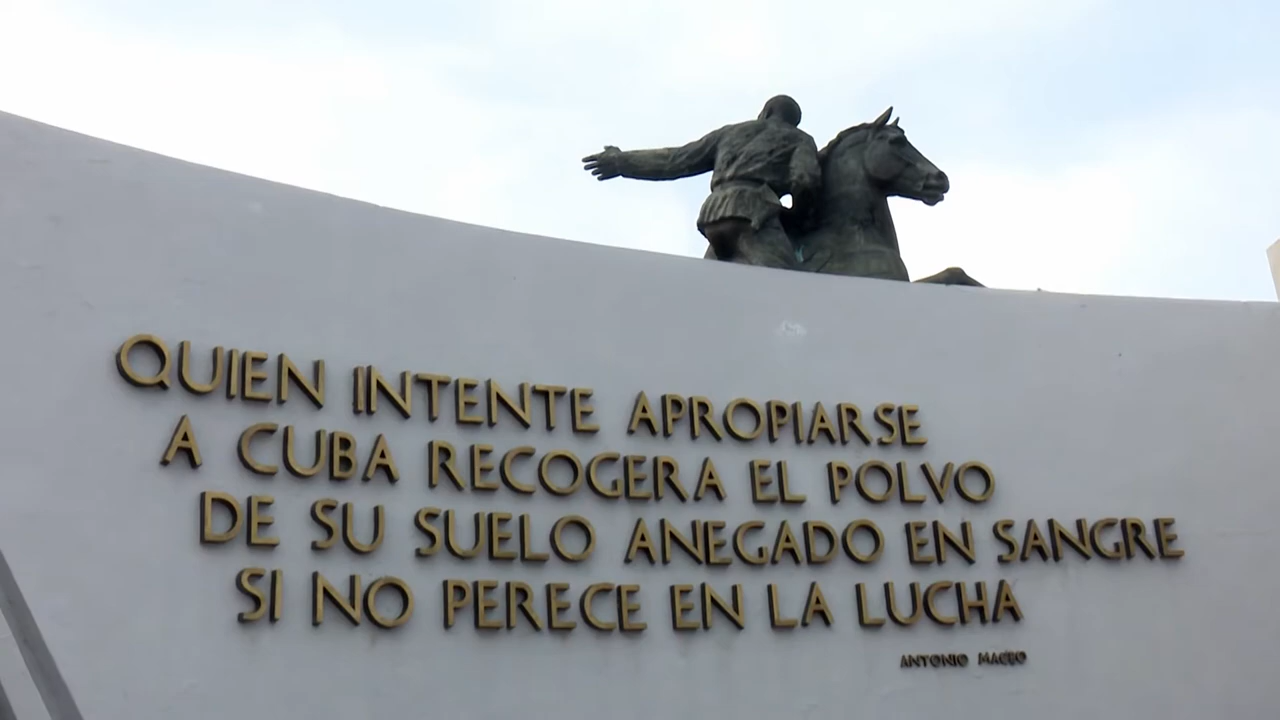 QUIEN INTENTE APROPIARSE
A CUBA RECOGERA EL POLVO
DE SU SUELO ANEGADO EN SANGRE
SI NO PERECE EN LA LUCHA
ANTONIO MACEO